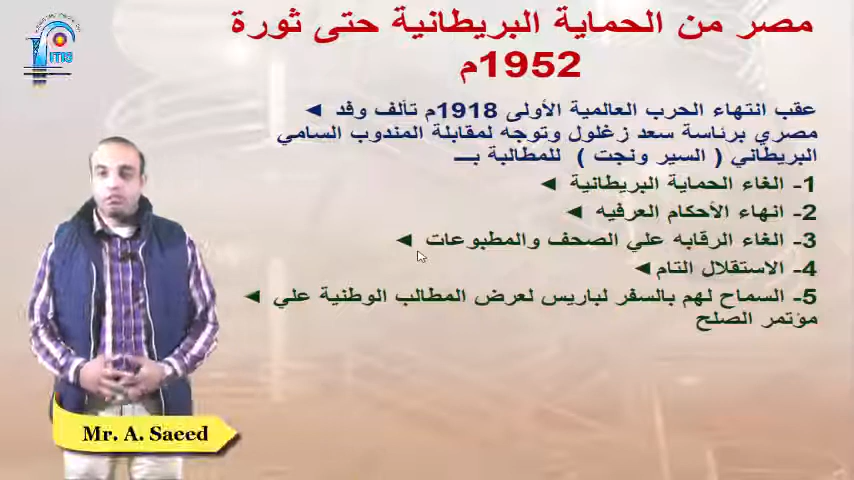 مصر من الحماية البريطانية حتى ثورة
1952م
عقب انتهاء الحرب العالمية الأولى 1918م تألف وفد
مصري برئاسة سعد زغلول وتوجه لمقابلة المندوب السامي
البريطاني ( السير ونجت ) للمطالبة بـــ
1- الغاء الحماية البريطانية
2- انهاء الأحكام العرفيه
3- الغاء الرقابه علي الصحف والمطبوعات
4- الاستقلال التام
5- السماح لهم بالسفر لباريس لعرض المطالب الوطنية علي
مؤتمر الصلح
Mr. A. Saeed